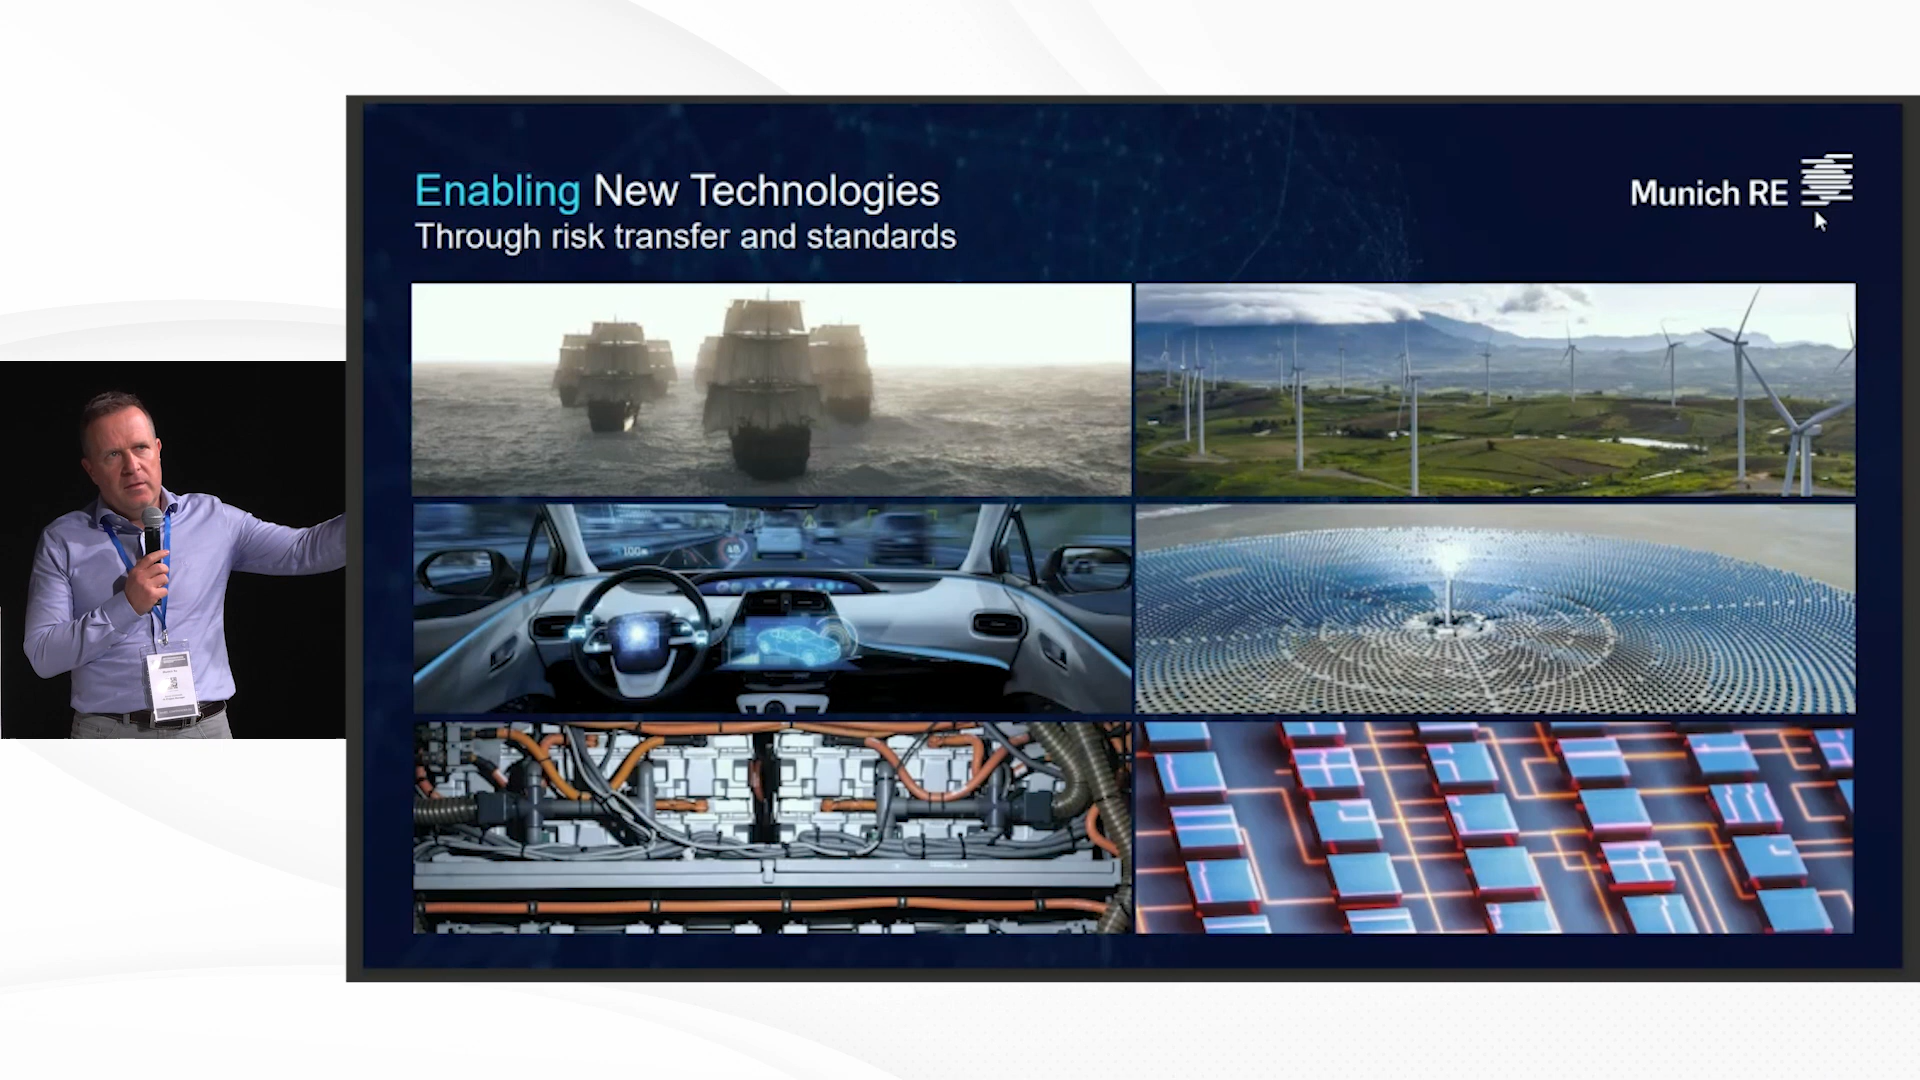 Enabling New Technologies
Through risk transfer and standards
Munich RE